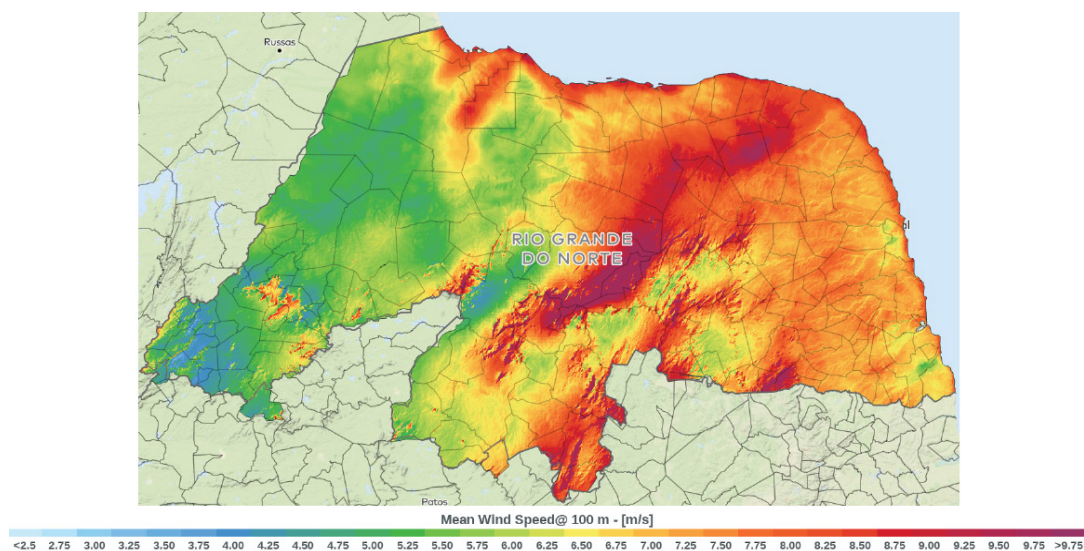 Russas
RIO GRANDE
DO NORTE
al
Patos
Mean Wind Speed@ 100 m - [m/s]
<2.5 2.75 3.00 3.25 3.50 3.75 4.00 4.25 4.50 4.75 5.05 5.25 5.50 5.75 6.00 6.25 6.50 6.75 7.00 7.25 7.50 7.75 8.00 8.25 8.50 8.75 9.00 9.25 9.50 9.75 >9.75